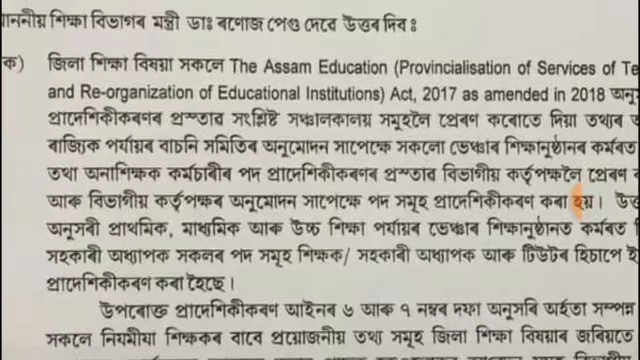 মাননীয় শিক্ষা বিভাগৰ মন্ত্ৰী ডাঃ ৰণোজ পেগু দেবে উত্তৰ দিবঃ
ক) জিলা শিক্ষা বিষয়া সকলে The Assam Education (Provincialisation of Services of
and Re-organization of Educational Institutions) Act, 2017 as amended in 2018
প্ৰাদেশিকীকৰণৰ প্ৰস্তাৱ সংশ্লিষ্ট সঞ্চালকালয় সমূহলৈ প্ৰেৰণ কৰোতে দিয়া তথ্যৰ
ৰাজ্যিক পৰ্যায়ৰ বাচনি সমিতিৰ অনুমোদন সাপেক্ষে সকলো ভেঞ্চাৰ শিক্ষানুষ্ঠানৰ কৰ্মৰত
তথা অনাশিক্ষক কৰ্মচাৰীৰ পদ প্ৰাদেশিকীকৰণৰ প্ৰস্তাৱ বিভাগীয় কৰ্তৃপক্ষলৈ প্ৰেৰণ
আৰু বিভাগীয় কৰ্তৃপক্ষৰ অনুমোদন সাপেক্ষে পদ সমূহ প্ৰাদেশিকীকৰণ কৰা হয়।
অনুসৰী প্ৰাথমিক, মাধ্যমিক আৰু উচ্চ শিক্ষা পৰ্যায়ৰ ভেঞ্চাৰ শিক্ষানুষ্ঠানত কৰ্মৰত
সহকাৰী অধ্যাপক সকলৰ পদ সমূহ শিক্ষক/ সহকাৰী অধ্যাপক আৰু টিউটৰ হিচাপে
প্ৰাদেশিকীকৰণ কৰা হৈছে।
উপৰোক্ত প্ৰাদেশিকীকৰণ আইনৰ ৬ আৰু ৭ নম্বৰ দফা অনুসৰি অৰ্হতা সম্পন্ন
সকলে নিয়মীয়া শিক্ষকৰ বাবে প্ৰয়োজনীয় তথ্য সমূহ জিলা শিক্ষা বিষয়াৰ জৰিয়তে